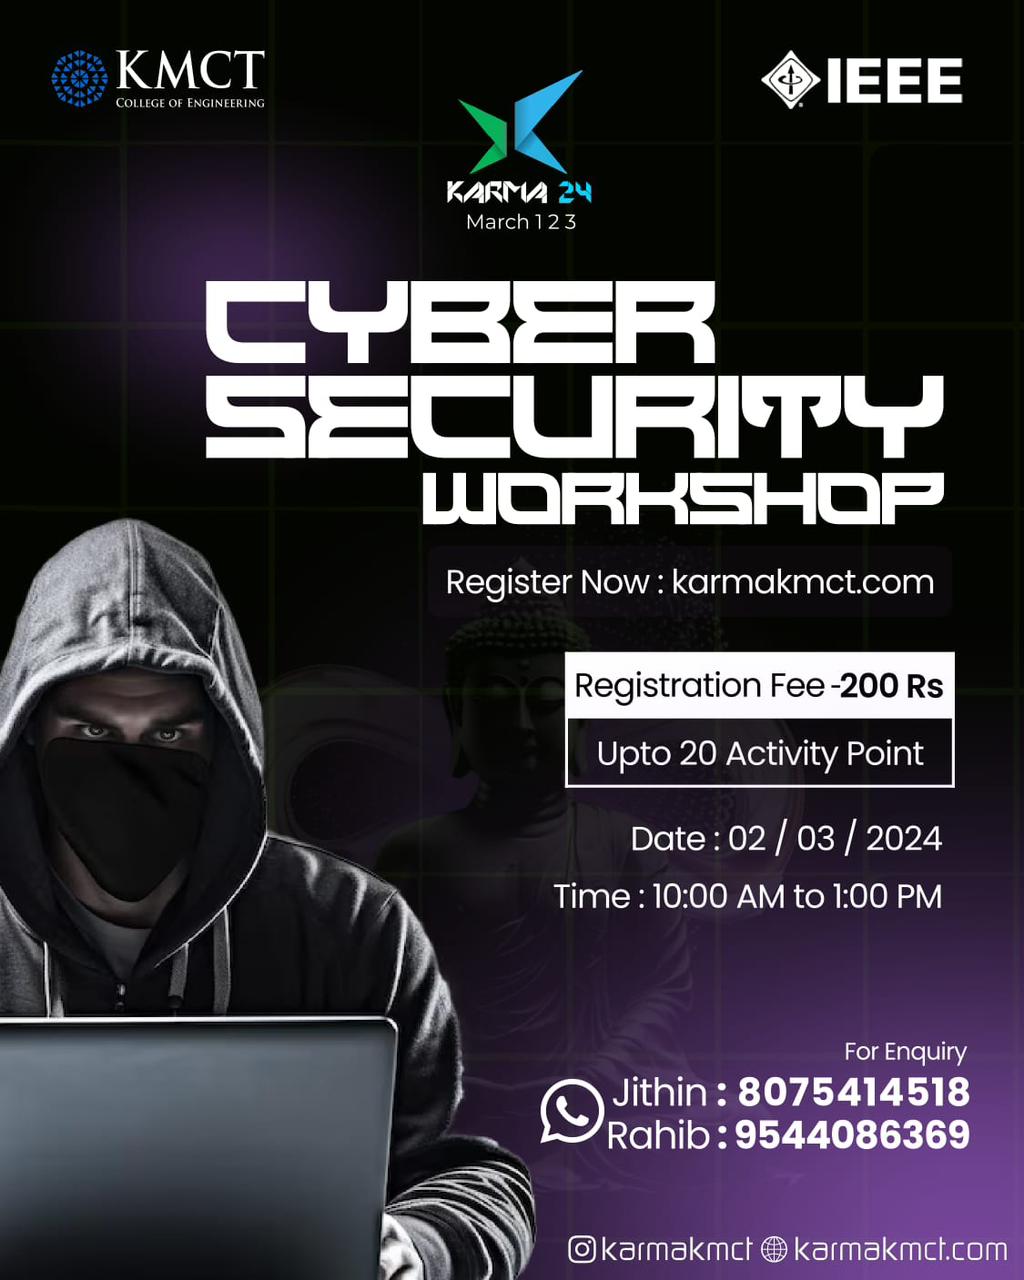 KMCT
COLLEGE OF ENGINEERING
IEEE
KARMA 24
March 1 2 3
CYBER
SECURITY
WORKSHOP
Register Now : karmakmct.com
Registration Fee -200 Rs
Upto 20 Activity Point
Date : 02 / 03 / 2024
Time : 10:00 AM to 1:00 PM
For Enquiry
Jithin : 8075414518
Rahib : 9544086369
karmakmct karmakmct.com